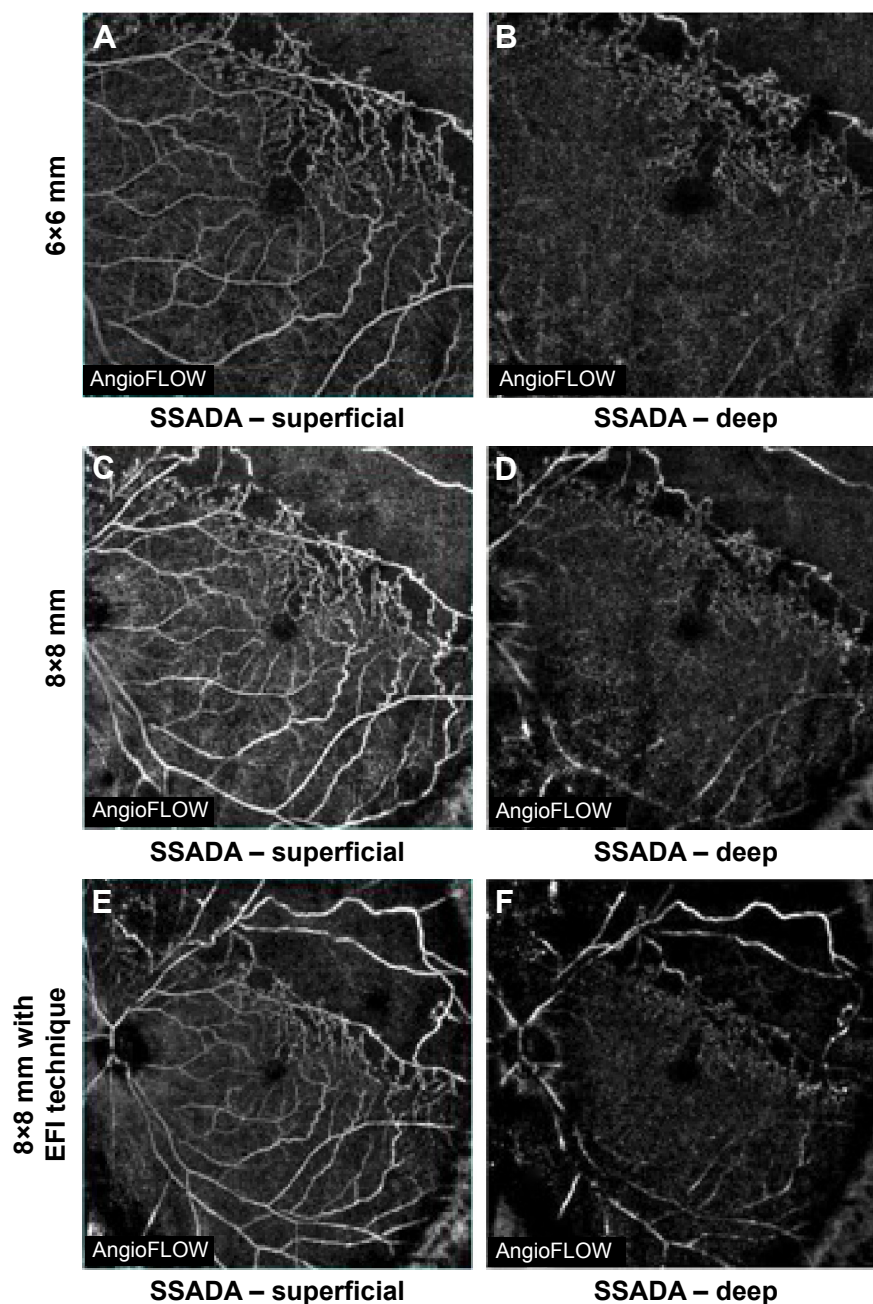 A
B
6×6 mm
AngioFLOW
AngioFLOW
SSADA – superficial
SSADA – deep
C
D
8×8 mm
AngioFLOW
AngioFLOW
SSADA – superficial
SSADA – deep
E
F
8×8 mm with
EFI technique
AngioFLOW
AngioFLOW
SSADA – superficial
SSADA – deep